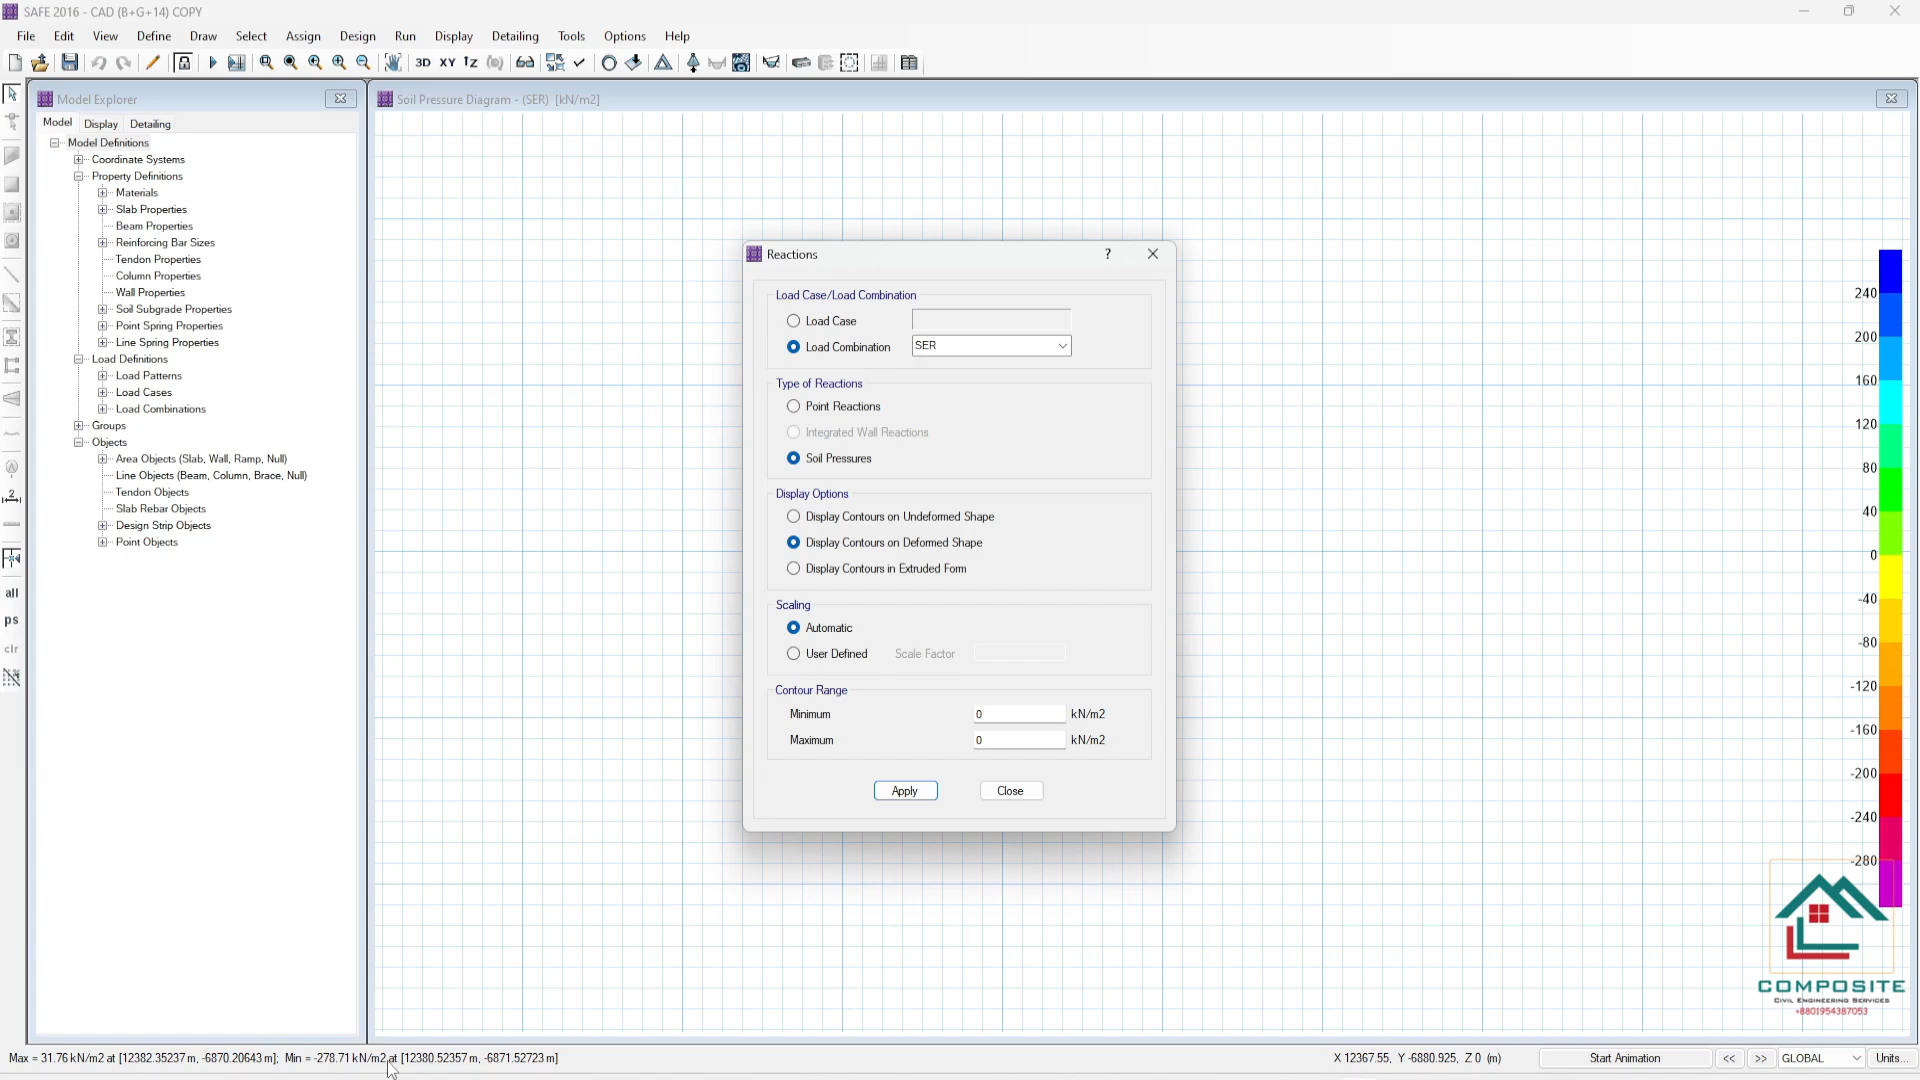 SAFE 2016 - CAD (B+G+14) COPY
File Edit View Define Draw Select Assign Design Run Display Detailing Tools Options Help
3D XY
Model Explorer
Soil Pressure Diagram - (SER) [kN/m2]
Model Display Detailing
Model Definitions
Coordinate Systems
Property Definitions
Materials
Slab Properties
Beam Properties
Reinforcing Bar Sizes
Tendon Properties
Column Properties
Wall Properties
Soil Subgrade Properties
Point Spring Properties
Line Spring Properties
Load Definitions
Load Patterns
Load Cases
Load Combinations
Groups
Objects
Area Objects (Slab, Wall, Ramp, Null)
Line Objects (Beam, Column, Brace, Null)
Tendon Objects
Slab Rebar Objects
Design Strip Objects
Point Objects
all
ps
clr
Reactions ?
Load Case/Load Combination
Load Case
Load Combination SER
Type of Reactions
Point Reactions
Integrated Wall Reactions
Soil Pressures
Display Options
Display Contours on Undeformed Shape
Display Contours on Deformed Shape
Display Contours in Extruded Form
Scaling
Automatic
User Defined Scale Factor
Contour Range
Minimum 0 kN/m2
Maximum 0 kN/m2
Apply Close
240
200
160
120
80
40
0
-40
-80
-120
-160
-200
-240
-280
COMPOSITE
CIVIL ENGINEERING SERVICES
+8801954387053
Max = 31.76 kN/m2 at [12382.35237 m, -6870.20643 m]; Min = -278.71 kN/m2 at [12380.52357 m, -6871.52723 m]
X 12367.55, Y -6880.925, Z 0 (m) Start Animation << >> GLOBAL Units...